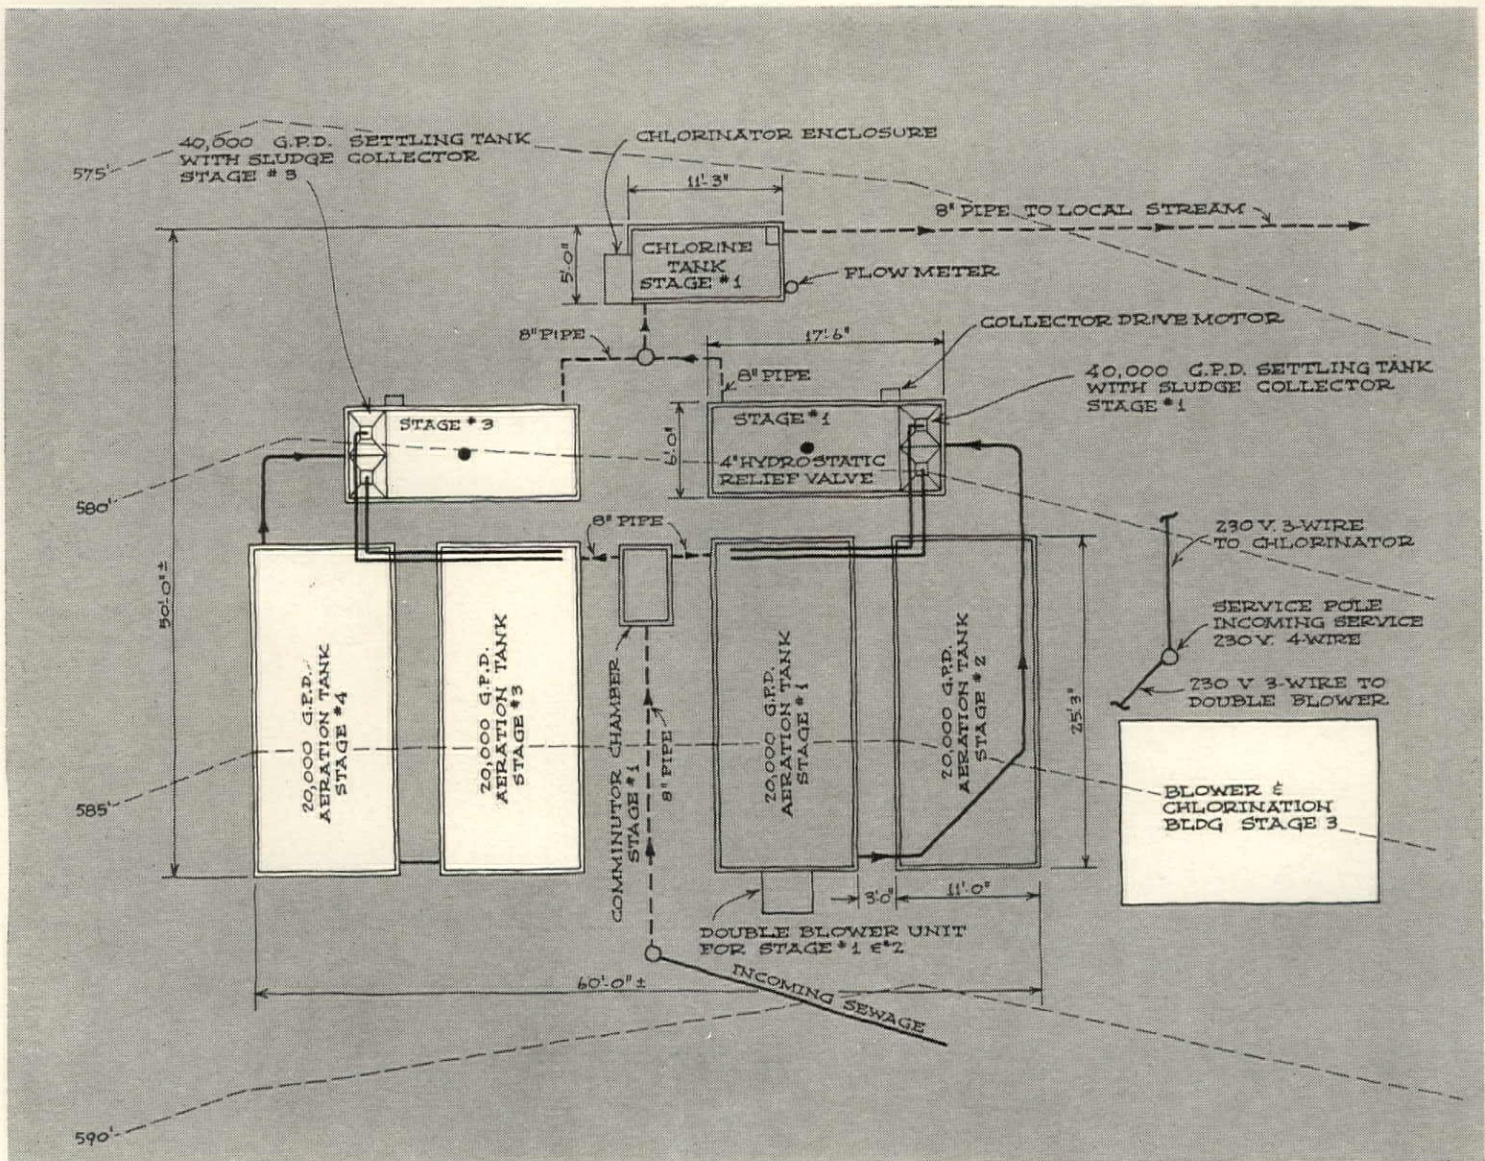 40,000 G.P.D. SETTLING TANK
WITH SLUDGE COLLECTOR
STAGE #3
CHLORINATOR ENCLOSURE
575'
11'-3"
8" PIPE TO LOCAL STREAM
5'-0"
CHLORINE
TANK
STAGE #1
FLOW METER
8" PIPE
17'-6"
COLLECTOR DRIVE MOTOR
8" PIPE
40,000 G.P.D. SETTLING TANK
WITH SLUDGE COLLECTOR
STAGE #1
STAGE #3
STAGE #1
6'-0"
4" HYDROSTATIC
RELIEF VALVE
580'
8" PIPE
230 V. 3-WIRE
TO CHLORINATOR
50'-0" ±
SERVICE POLE
INCOMING SERVICE
230 V. 4-WIRE
230 V 3-WIRE TO
DOUBLE BLOWER
20,000 G.P.D.
AERATION TANK
STAGE #4
20,000 G.P.D.
AERATION TANK
STAGE #3
COMMINUTOR CHAMBER
STAGE #1
8" PIPE
20,000 G.P.D.
AERATION TANK
STAGE #1
20,000 G.P.D.
AERATION TANK
STAGE #2
25'-3"
585'
BLOWER &
CHLORINATION
BLDG STAGE 3
3'-0"
11'-0"
DOUBLE BLOWER UNIT
FOR STAGE #1 & #2
60'-0" ±
INCOMING SEWAGE
590'